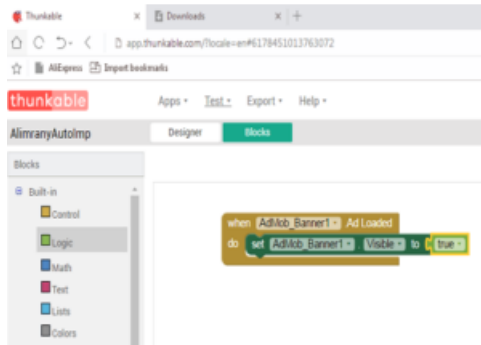 Thunkable × Downloads × +
app.thunkable.com/?locale=en#6178451013763072
AliExpress Import bookmarks
thunkable Apps Test Export Help
AlimranyAutoImp Designer Blocks
Blocks
Built-in
Control
Logic
Math
Text
Lists
Colors
when AdMob_Banner1 Ad Loaded
do set AdMob_Banner1 . Visible to true